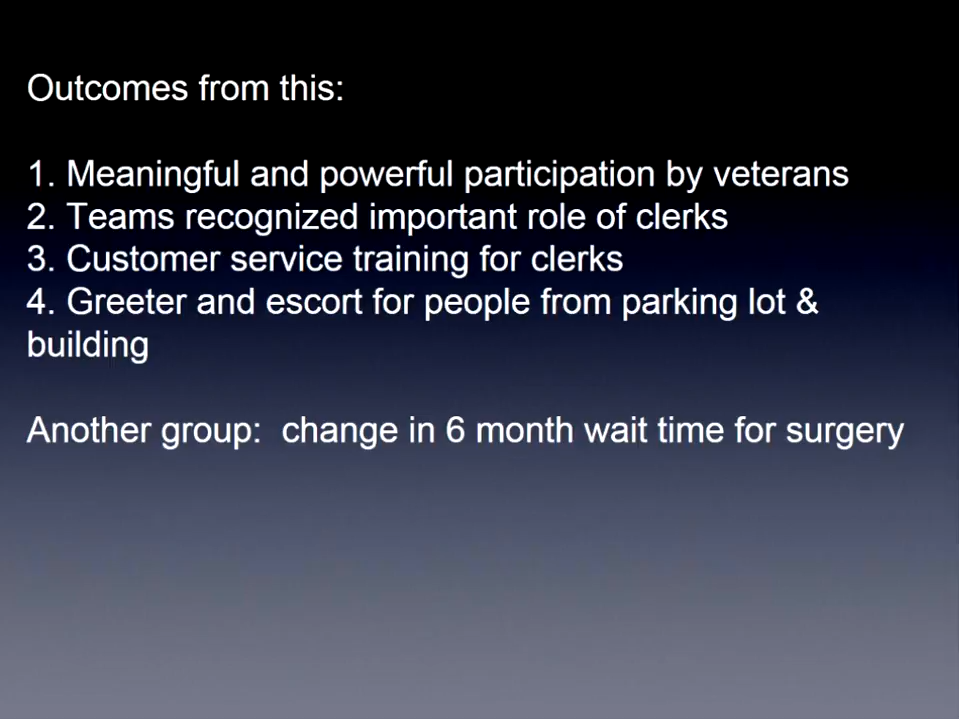 Outcomes from this:
1. Meaningful and powerful participation by veterans
2. Teams recognized important role of clerks
3. Customer service training for clerks
4. Greeter and escort for people from parking lot &
building
Another group:  change in 6 month wait time for surgery